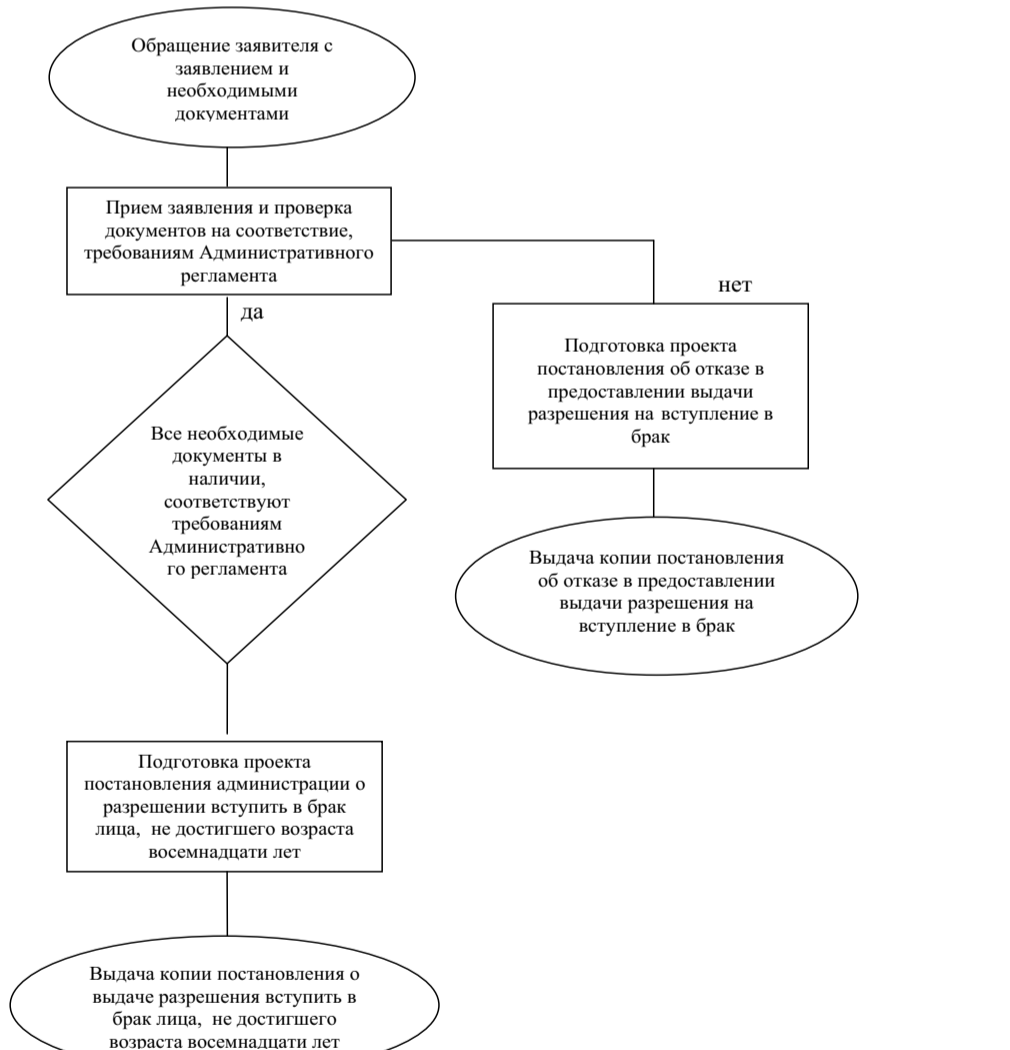 Обращение заявителя с
заявлением и
необходимыми
документами
Прием заявления и проверка
документов на соответствие,
требованиям Административного
регламента
да
нет
Подготовка проекта
постановления об отказе в
предоставлении выдачи
разрешения на вступление в
брак
Все необходимые
документы в
наличии,
соответствуют
требованиям
Административно
го регламента
Выдача копии постановления
об отказе в предоставлении
выдачи разрешения на
вступление в брак
Подготовка проекта
постановления администрации о
разрешении вступить в брак
лица,  не достигшего возраста
восемнадцати лет
Выдача копии постановления о
выдаче разрешения вступить в
брак лица,  не достигшего
возраста восемнадцати лет